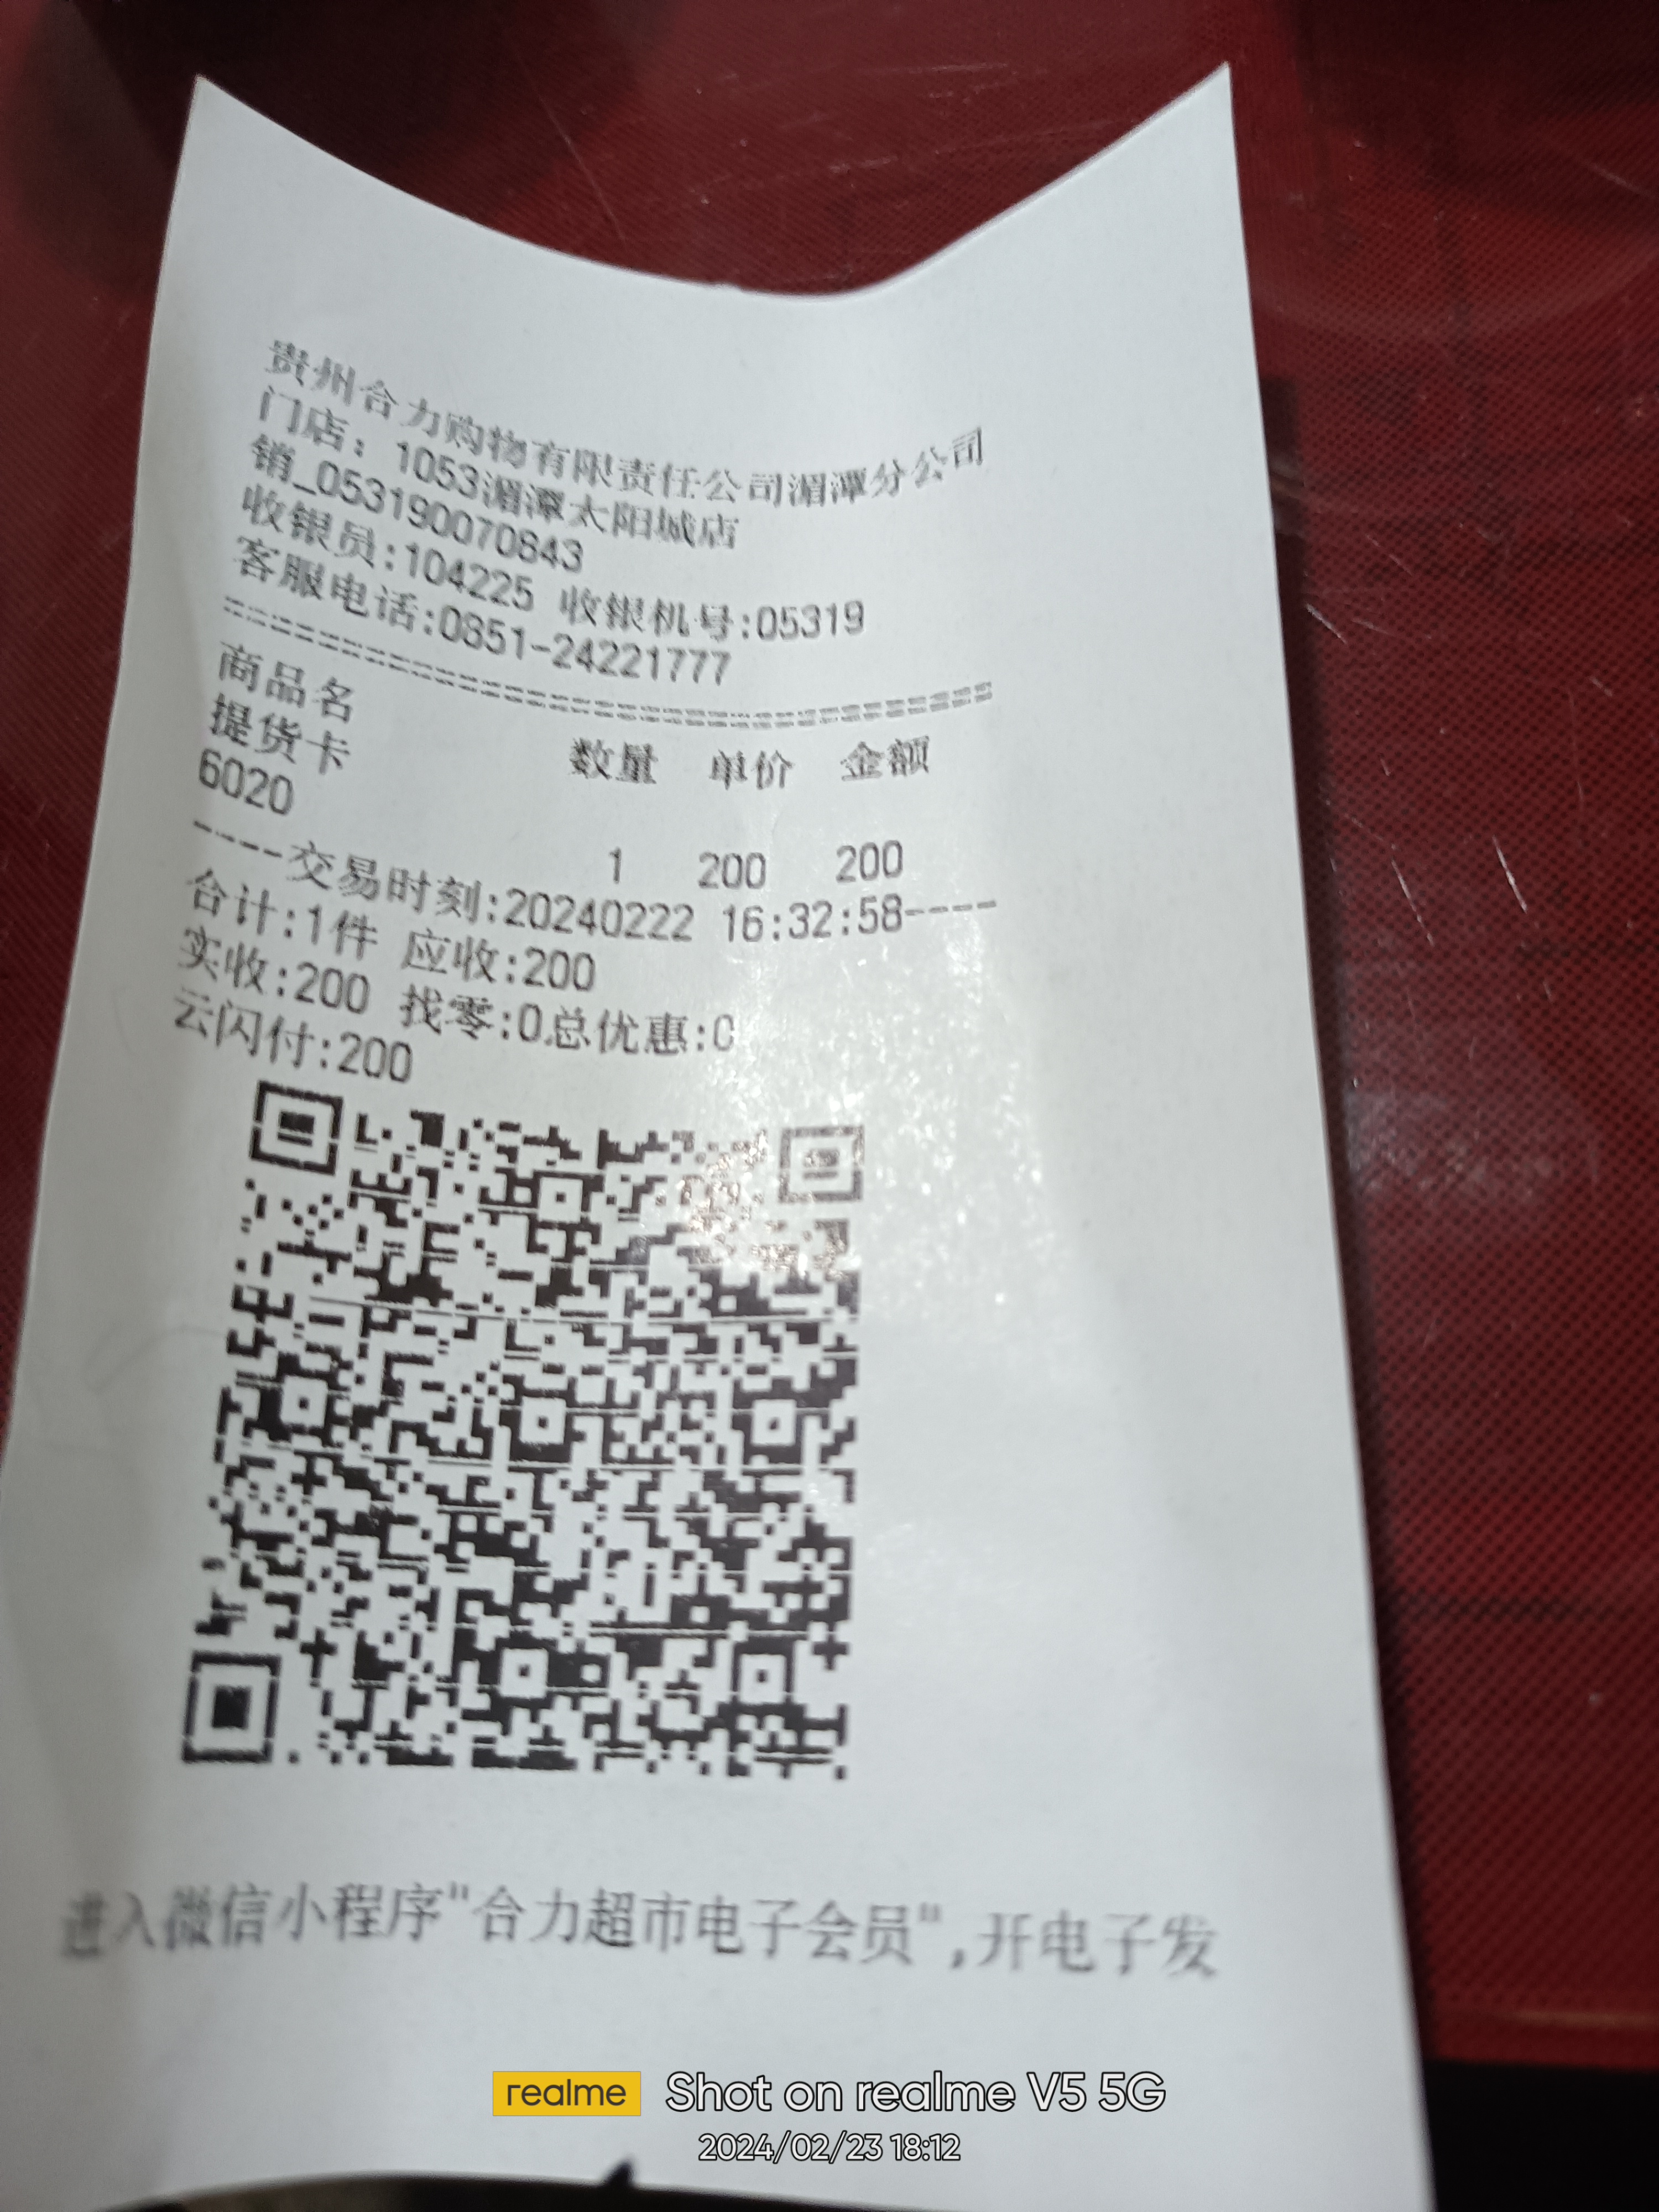 贵州合力购物有限责任公司湄潭分公司
门店: 1053湄潭太阳城店
销_053190070843
收银员:104225 收银机号:05319
客服电话:0851-24221777
================================================
商品名 数量 单价 金额
提货卡
6020 1 200 200
----交易时刻:20240222 16:32:58----
合计:1件 应收:200
实收:200 找零:0总优惠:0
云闪付:200
进入微信小程序"合力超市电子会员",开电子发
realme Shot on realme V5 5G
2024/02/23 18:12